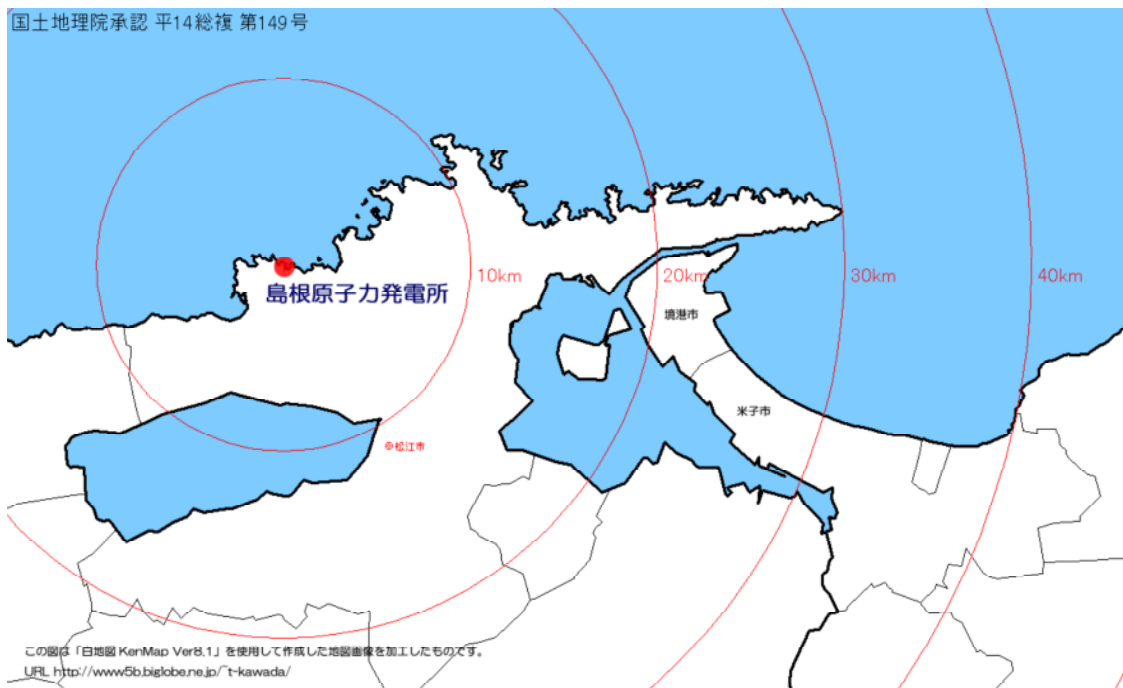 国土地理院承認 平14総複 第149号
10km
20km
30km
40km
島根原子力発電所
境港市
米子市
松江市
この図は「白地図 KenMap Ver8.1」を使用して作成した地図画像を加工したものです。
URL http://www5b.biglobe.ne.jp/~t-kawada/